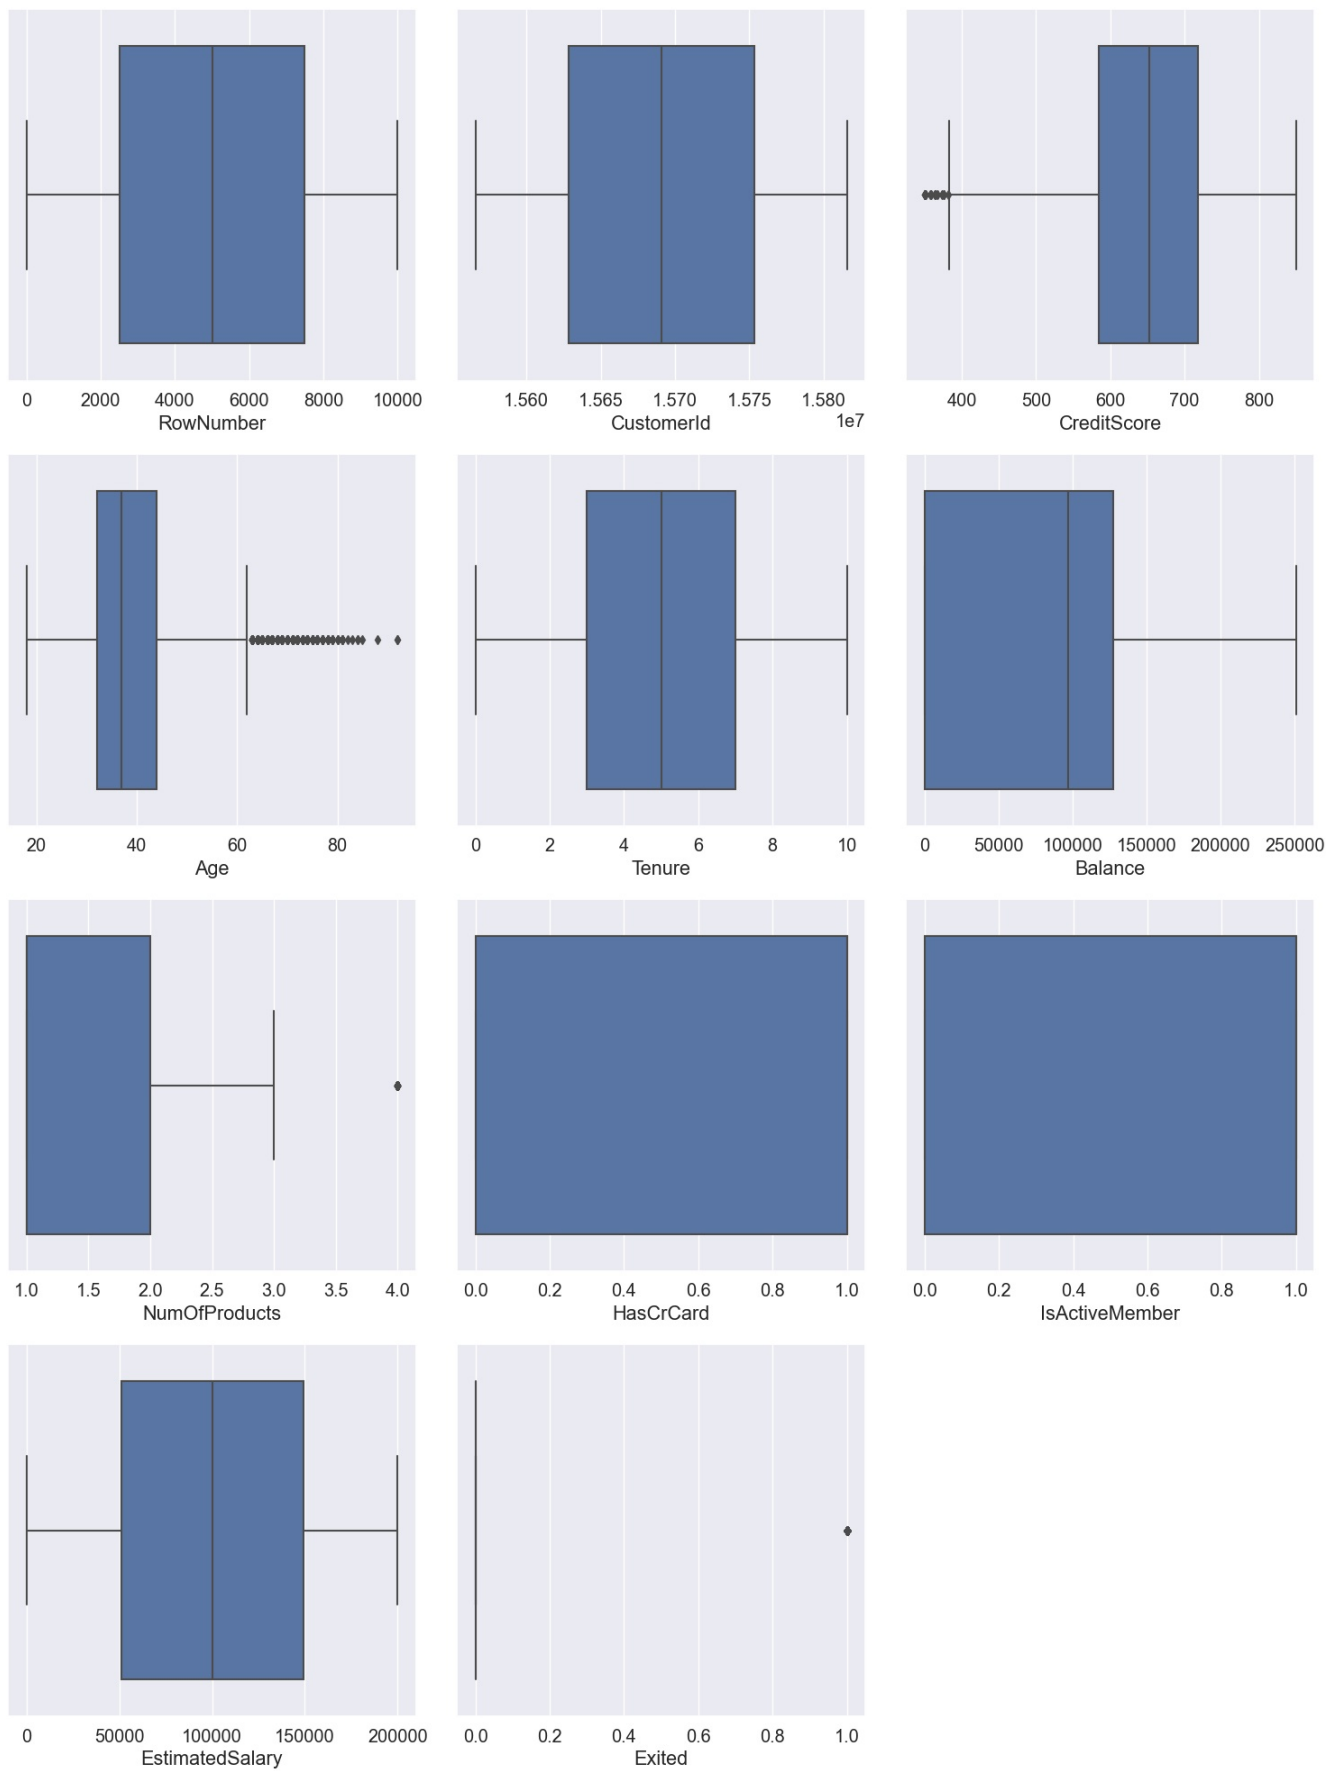 0 2000 4000 6000 8000 10000
RowNumber
1.560 1.565 1.570 1.575 1.580
1e7
CustomerId
400 500 600 700 800
CreditScore
20 40 60 80
Age
0 2 4 6 8 10
Tenure
0 50000 100000 150000 200000 250000
Balance
1.0 1.5 2.0 2.5 3.0 3.5 4.0
NumOfProducts
0.0 0.2 0.4 0.6 0.8 1.0
HasCrCard
0.0 0.2 0.4 0.6 0.8 1.0
IsActiveMember
0 50000 100000 150000 200000
EstimatedSalary
0.0 0.2 0.4 0.6 0.8 1.0
Exited